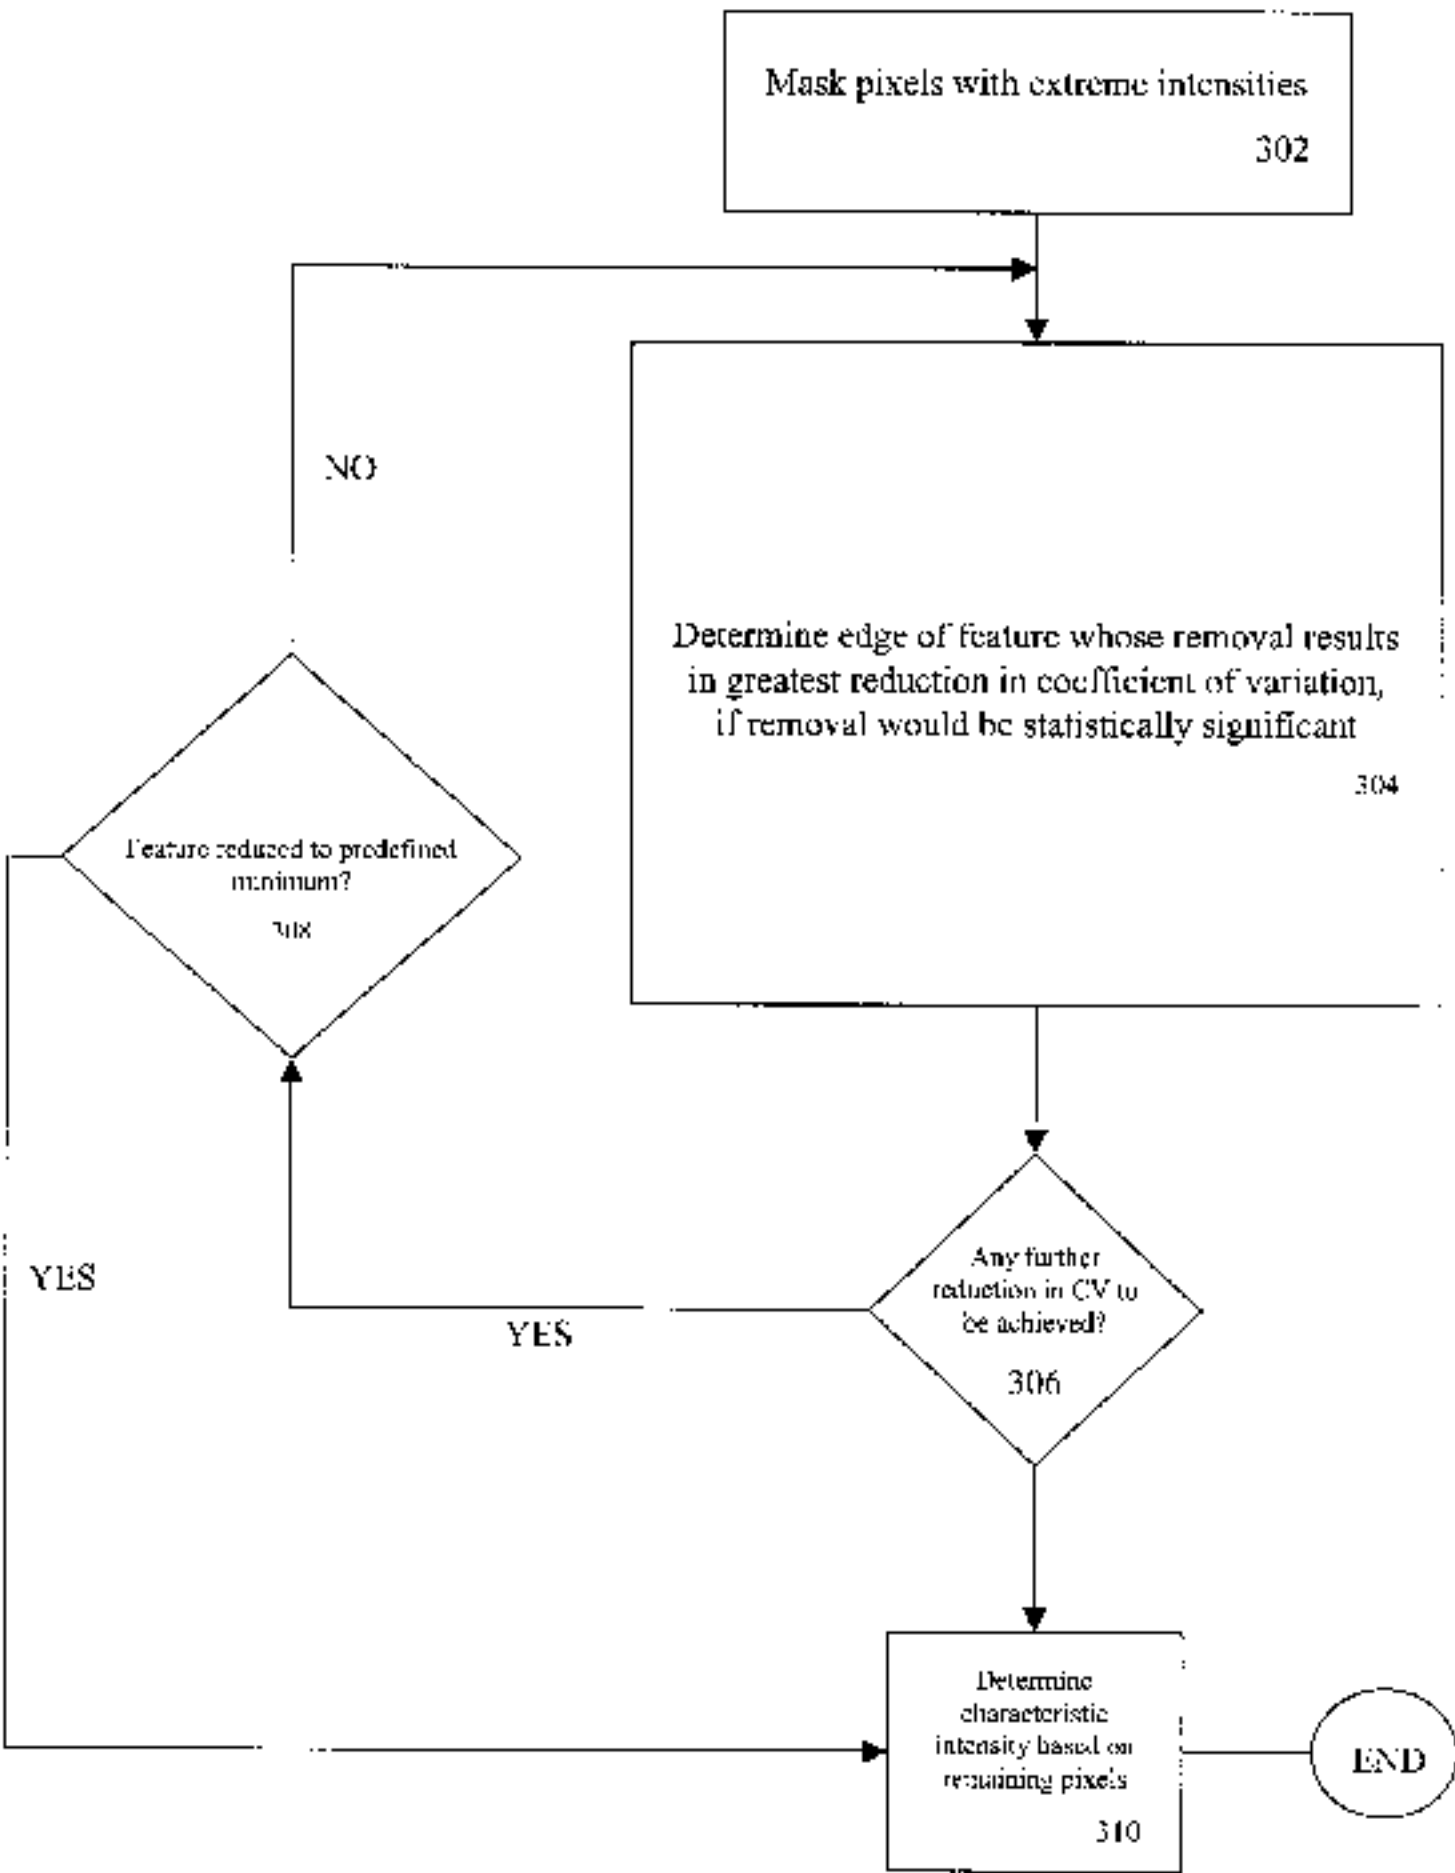 Mask pixels with extreme intensities
302
NO
Determine edge of feature whose removal results
in greatest reduction in coefficient of variation,
if removal would be statistically significant
304
Feature reduced to predefined
minimum?
308
Any further
reduction in CV to
be achieved?
306
YES
YES
Determine
characteristic
intensity based on
remaining pixels
310
END